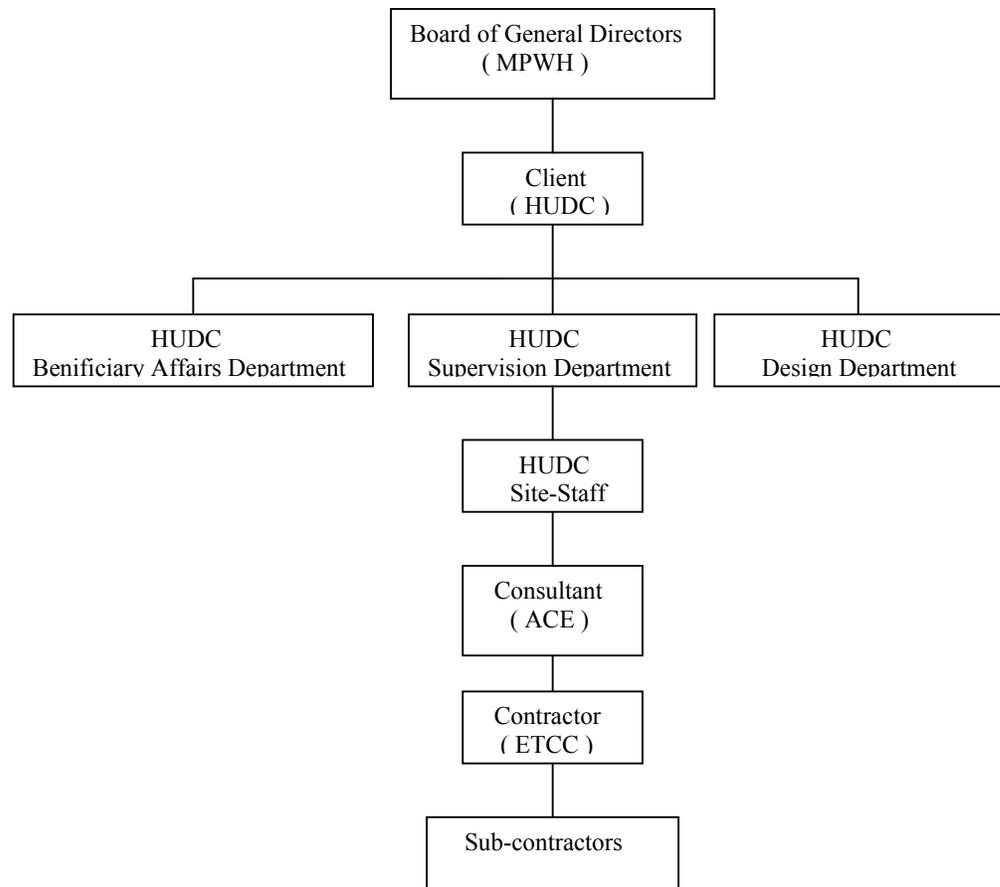 Board of General Directors
( MPWH )
Client
( HUDC )
HUDC
Benificiary Affairs Department
HUDC
Supervision Department
HUDC
Design Department
HUDC
Site-Staff
Consultant
( ACE )
Contractor
( ETCC )
Sub-contractors